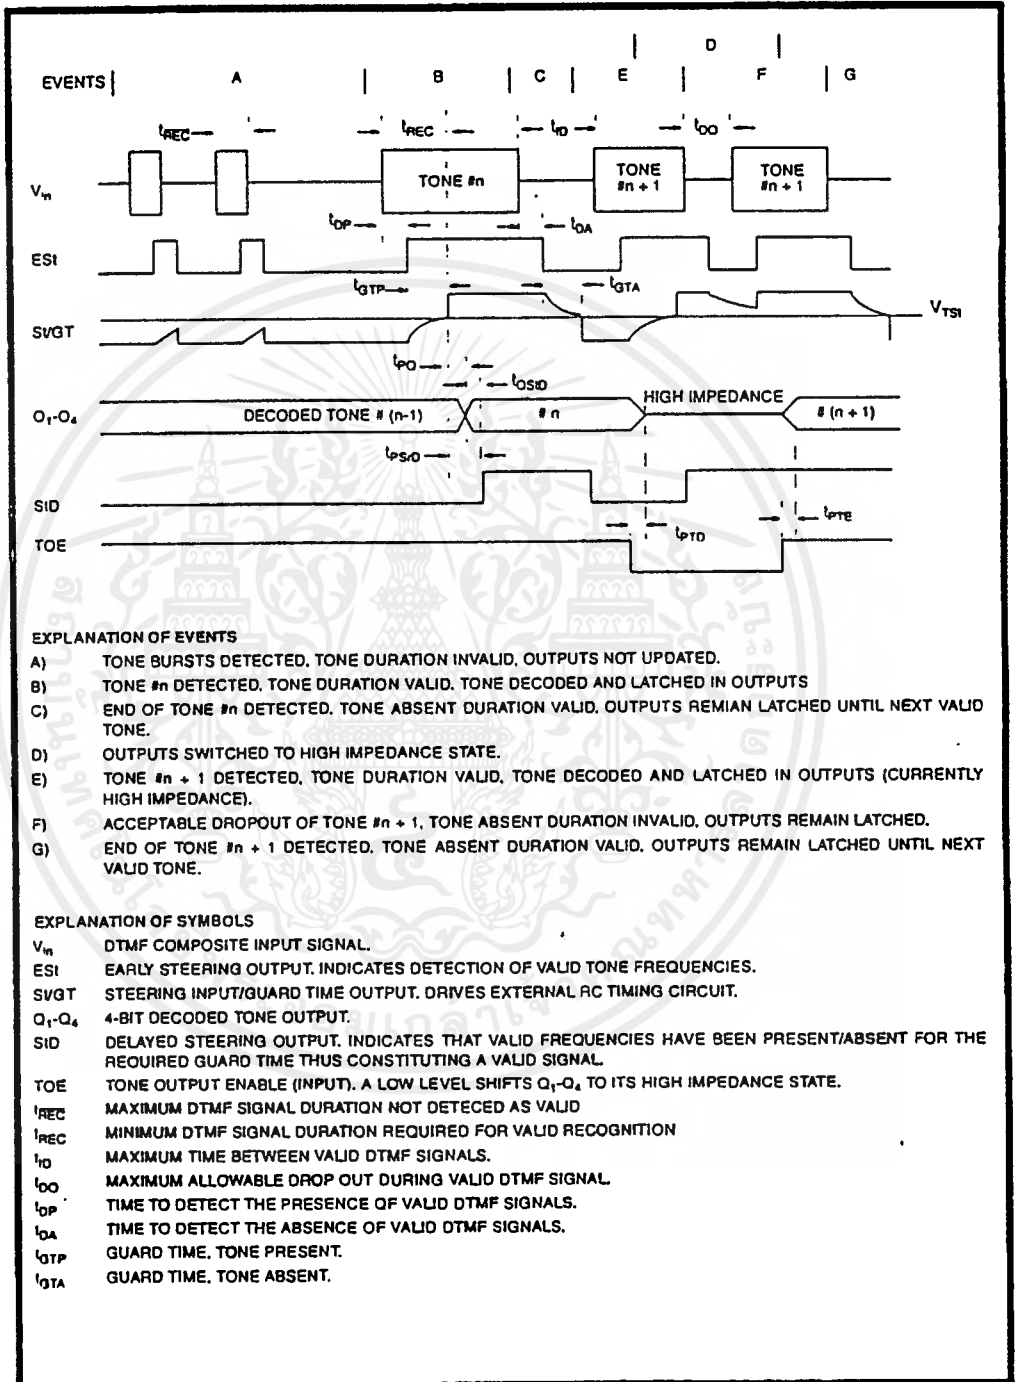 D
EVENTS A B C E F G
tREC tREC tID tDO
Vin TONE #n TONE #n + 1 TONE #n + 1
tDP tDA
ESt
tGTP tGTA
VTSt
St/GT
tPQ tQStD
HIGH IMPEDANCE
Q1-Q4 DECODED TONE # (n-1) # n # (n + 1)
tPStD
StD
tPTE
tPTD
TOE
EXPLANATION OF EVENTS
A) TONE BURSTS DETECTED. TONE DURATION INVALID, OUTPUTS NOT UPDATED.
B) TONE #n DETECTED. TONE DURATION VALID. TONE DECODED AND LATCHED IN OUTPUTS
C) END OF TONE #n DETECTED. TONE ABSENT DURATION VALID. OUTPUTS REMIAN LATCHED UNTIL NEXT VALID
TONE.
D) OUTPUTS SWITCHED TO HIGH IMPEDANCE STATE.
E) TONE #n + 1 DETECTED, TONE DURATION VALID, TONE DECODED AND LATCHED IN OUTPUTS (CURRENTLY
HIGH IMPEDANCE).
F) ACCEPTABLE DROPOUT OF TONE #n + 1, TONE ABSENT DURATION INVALID. OUTPUTS REMAIN LATCHED.
G) END OF TONE #n + 1 DETECTED. TONE ABSENT DURATION VALID. OUTPUTS REMAIN LATCHED UNTIL NEXT
VALID TONE.
EXPLANATION OF SYMBOLS
Vin DTMF COMPOSITE INPUT SIGNAL.
ESt EARLY STEERING OUTPUT. INDICATES DETECTION OF VALID TONE FREQUENCIES.
St/GT STEERING INPUT/GUARD TIME OUTPUT. DRIVES EXTERNAL RC TIMING CIRCUIT.
Q1-Q4 4-BIT DECODED TONE OUTPUT.
StD DELAYED STEERING OUTPUT. INDICATES THAT VALID FREQUENCIES HAVE BEEN PRESENT/ABSENT FOR THE
REQUIRED GUARD TIME THUS CONSTITUTING A VALID SIGNAL.
TOE TONE OUTPUT ENABLE (INPUT). A LOW LEVEL SHIFTS Q1-Q4 TO ITS HIGH IMPEDANCE STATE.
tREC MAXIMUM DTMF SIGNAL DURATION NOT DETECED AS VALID
tREC MINIMUM DTMF SIGNAL DURATION REQUIRED FOR VALID RECOGNITION
tID MAXIMUM TIME BETWEEN VALID DTMF SIGNALS.
tDO MAXIMUM ALLOWABLE DROP OUT DURING VALID DTMF SIGNAL.
tDP TIME TO DETECT THE PRESENCE OF VALID DTMF SIGNALS.
tDA TIME TO DETECT THE ABSENCE OF VALID DTMF SIGNALS.
tGTP GUARD TIME, TONE PRESENT.
tGTA GUARD TIME, TONE ABSENT.